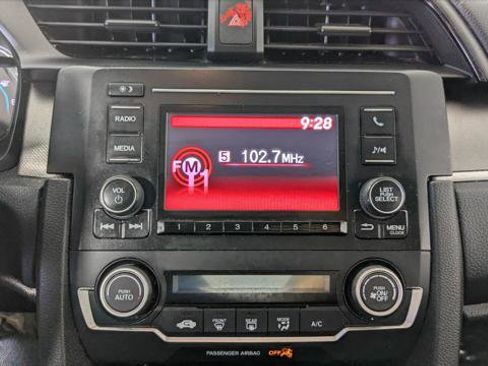 RADIO
MEDIA
9:28
FM
5 102.7MHz
VOL
LIST
PUSH
SELECT
MENU
CLOCK
1 2 3 4 5 6
PUSH
AUTO
PUSH
ON/
OFF
FRONT
REAR
MODE
A/C
PASSENGER AIRBAG OFF